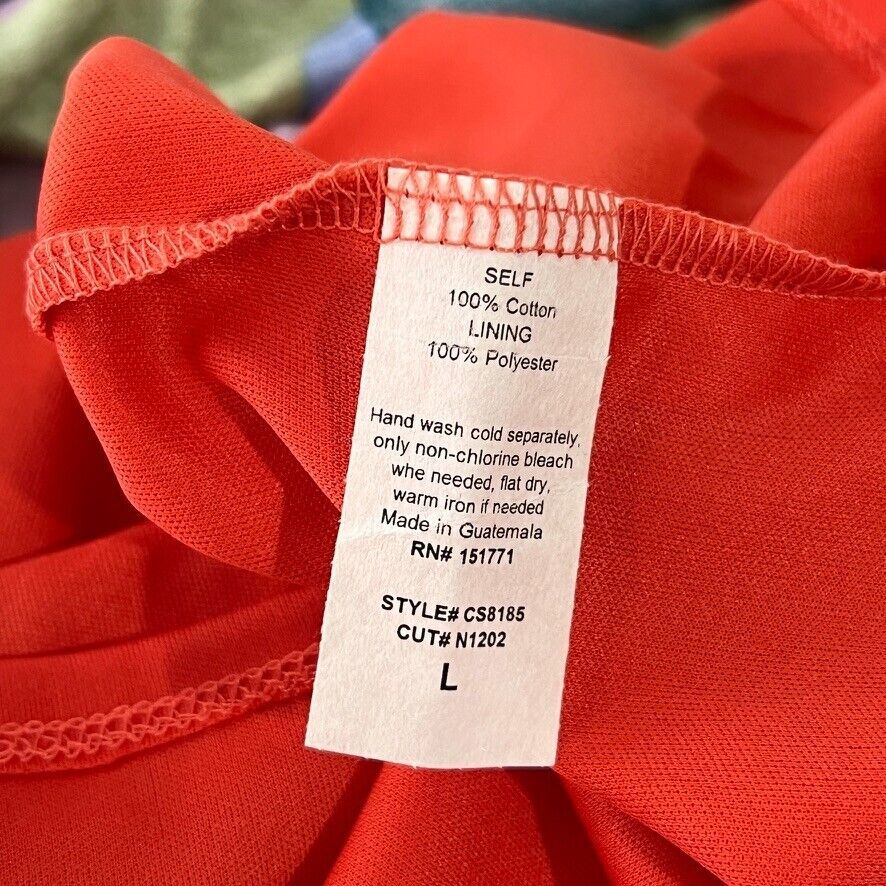 SELF
100% Cotton
LINING
100% Polyester
Hand wash cold separately,
only non-chlorine bleach
whe needed, flat dry,
warm iron if needed
Made in Guatemala
RN# 151771
STYLE# CS8185
CUT# N1202
L